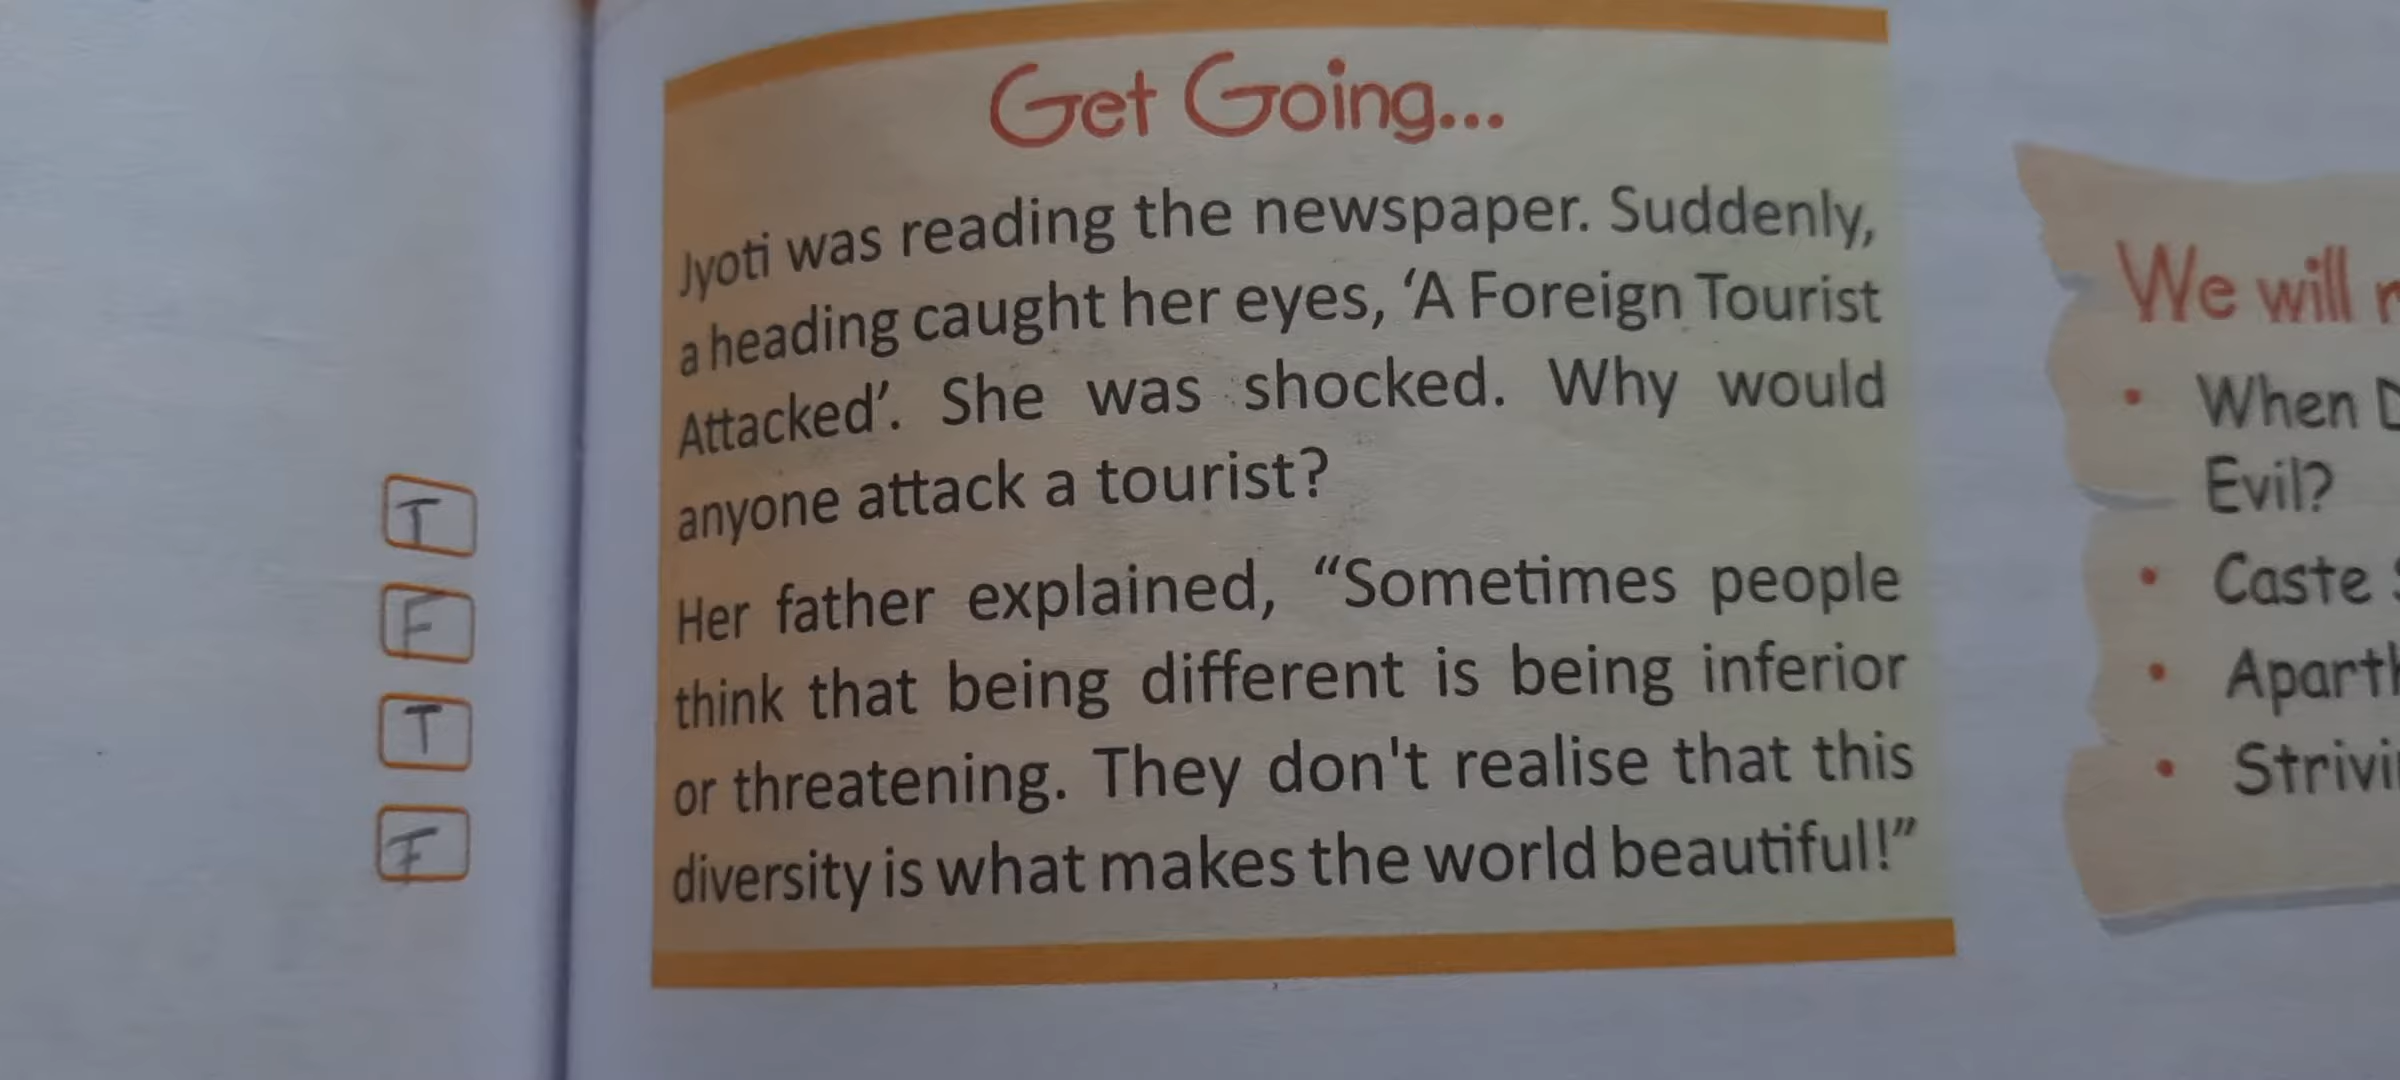 T
F
T
F
Get Going...
Jyoti was reading the newspaper. Suddenly,
a heading caught her eyes, ‘A Foreign Tourist
Attacked’. She was shocked. Why would
anyone attack a tourist?
Her father explained, “Sometimes people
think that being different is being inferior
or threatening. They don't realise that this
diversity is what makes the world beautiful!”
We will
• When
Evil?
• Caste
•
•